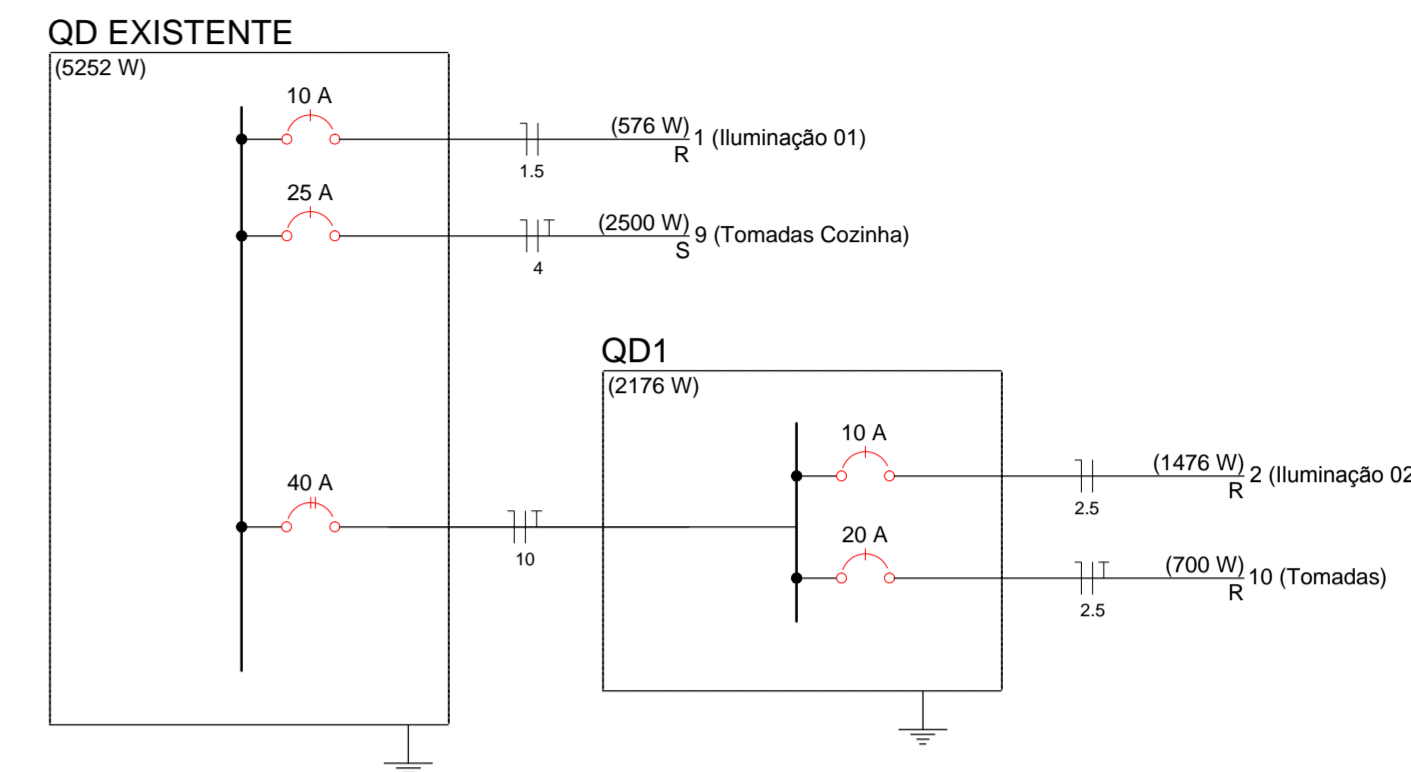 QD EXISTENTE
(5252 W)
10 A
(576 W)
R
1 (Iluminação 01)
1.5
25 A
(2500 W)
S
9 (Tomadas Cozinha)
4
40 A
10
QD1
(2176 W)
10 A
(1476 W)
R
2 (Iluminação 02
2.5
20 A
(700 W)
R
10 (Tomadas)
2.5